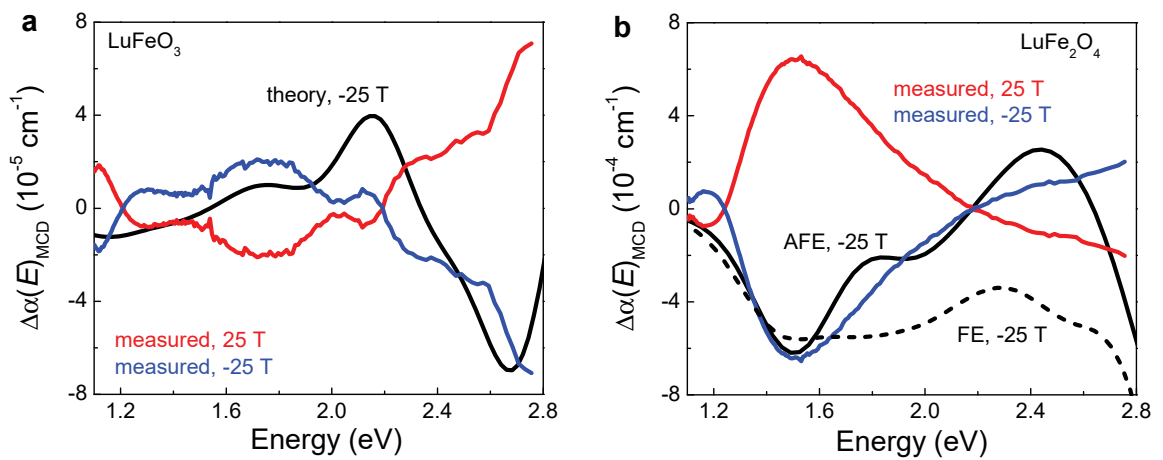 a
LuFeO₃
theory, -25 T
measured, 25 T
measured, -25 T
8
4
0
-4
-8
Δα(E)MCD (10⁻⁵ cm⁻¹)
1.2 1.6 2.0 2.4 2.8
Energy (eV)
b
LuFe₂O₄
measured, 25 T
measured, -25 T
AFE, -25 T
FE, -25 T
8
4
0
-4
-8
Δα(E)MCD (10⁻⁴ cm⁻¹)
1.2 1.6 2.0 2.4 2.8
Energy (eV)